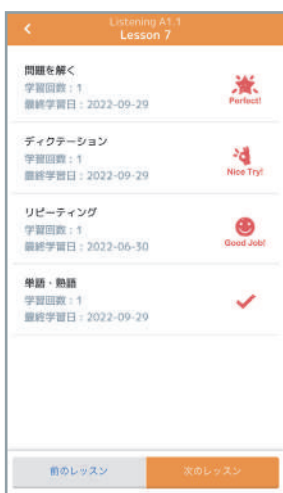 Listening A1.1
Lesson 7
問題を解く
学習回数：1
最終学習日：2022-09-29
Perfect!
ディクテーション
学習回数：1
最終学習日：2022-09-29
Nice Try!
リピーティング
学習回数：1
最終学習日：2022-06-30
Good Job!
単語・熟語
学習回数：1
最終学習日：2022-09-29
前のレッスン
次のレッスン